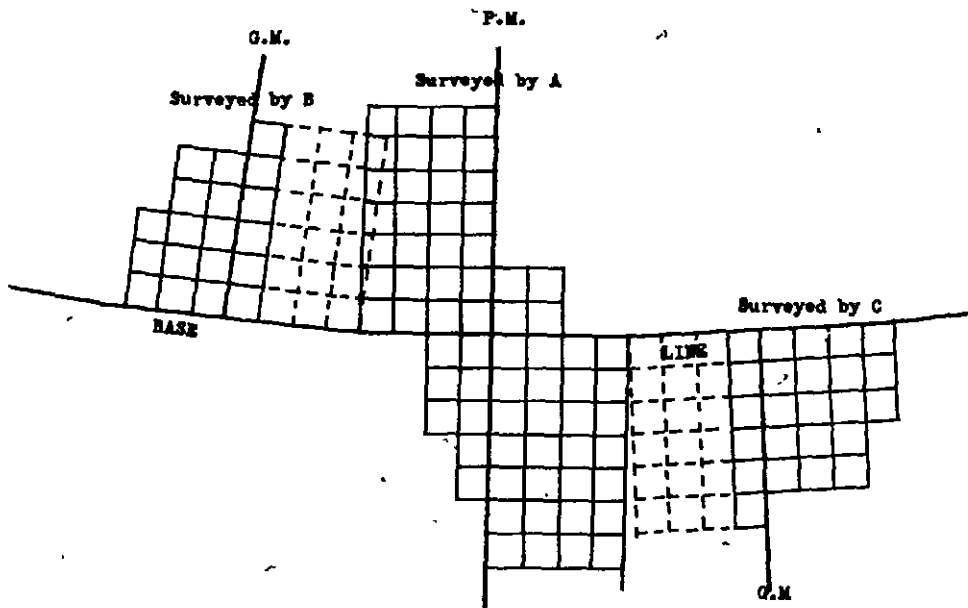 P.M.
G.M.
Surveyed by A
Surveyed by B
Surveyed by C
BASE
LINE
G.M